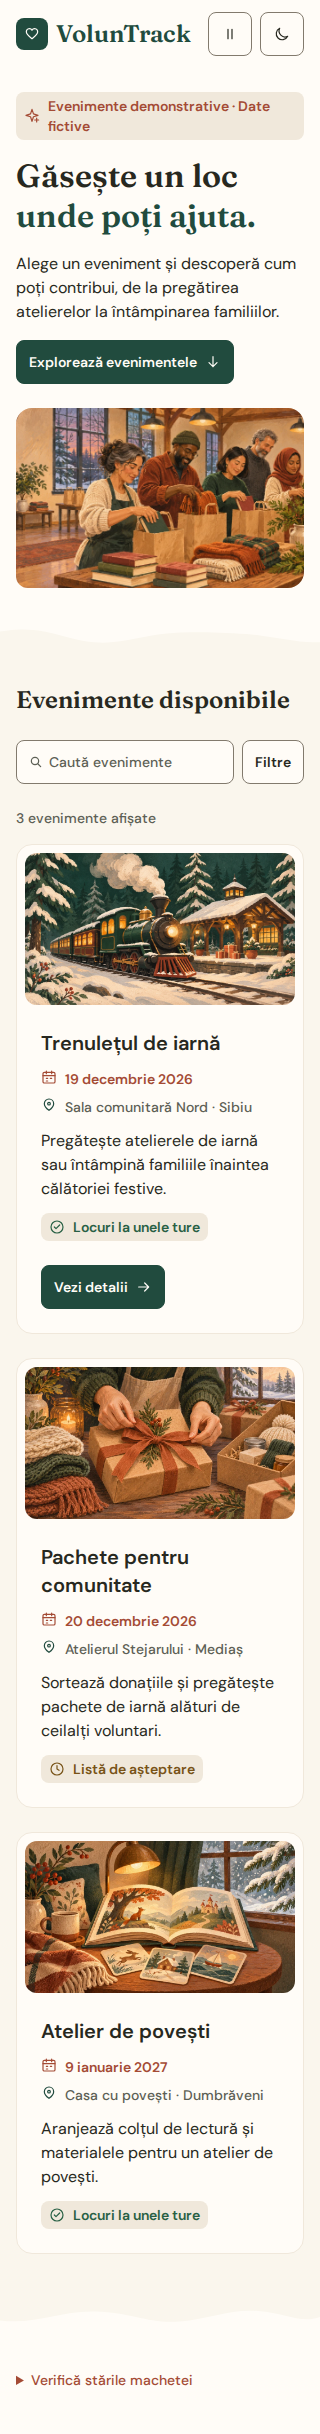 VolunTrack
Evenimente demonstrative · Date
fictive
Găsește un loc
unde poți ajuta.
Alege un eveniment și descoperă cum
poți contribui, de la pregătirea
atelierelor la întâmpinarea familiilor.
Explorează evenimentele
Evenimente disponibile
Caută evenimente
Filtre
3 evenimente afișate
Trenulețul de iarnă
19 decembrie 2026
Sala comunitară Nord · Sibiu
Pregătește atelierele de iarnă
sau întâmpină familiile înaintea
călătoriei festive.
Locuri la unele ture
Vezi detalii
Pachete pentru
comunitate
20 decembrie 2026
Atelierul Stejarului · Mediaș
Sortează donațiile și pregătește
pachete de iarnă alături de
ceilalți voluntari.
Listă de așteptare
Atelier de povești
9 ianuarie 2027
Casa cu povești · Dumbrăveni
Aranjează colțul de lectură și
materialele pentru un atelier de
povești.
Locuri la unele ture
Verifică stările machetei